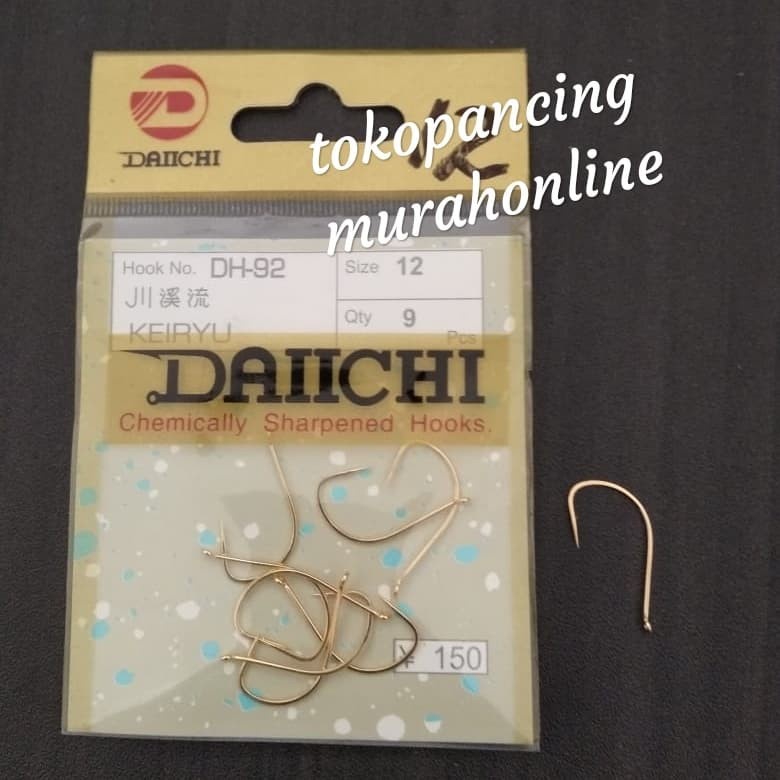 DAIICHI
tokopancing
murahonline
Hook No. DH-92
Size 12
川溪流
Qty 9
KEIRYU
Pcs
DAIICHI
Chemically Sharpened Hooks.
¥ 150